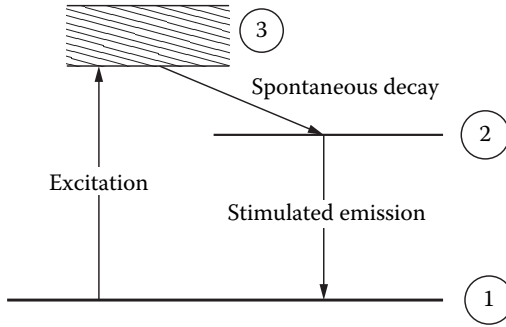 3
Spontaneous decay
2
Excitation
Stimulated emission
1